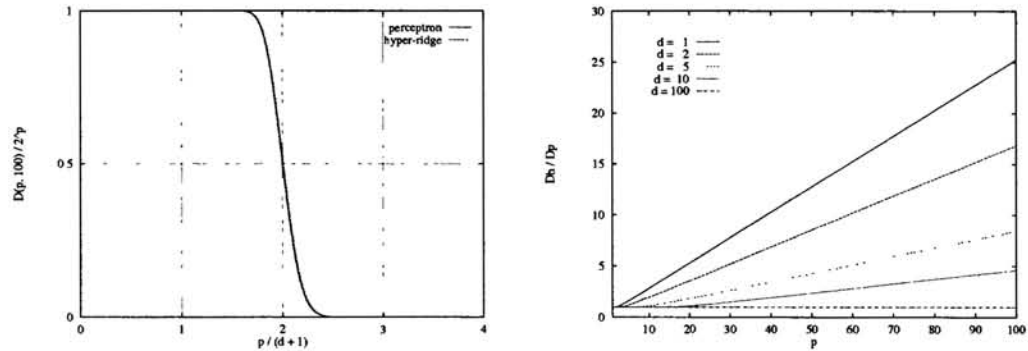 1
perceptron
hyper-ridge
D(p, 100) / 2^p
0 5
0
0 1 2 3 4
p / (d + 1)
30
25
20
15
10
5
0
d = 1
d = 2
d = 5
d = 10
d = 100
Dh / Dp
10 20 30 40 50 60 70 80 90 100
p